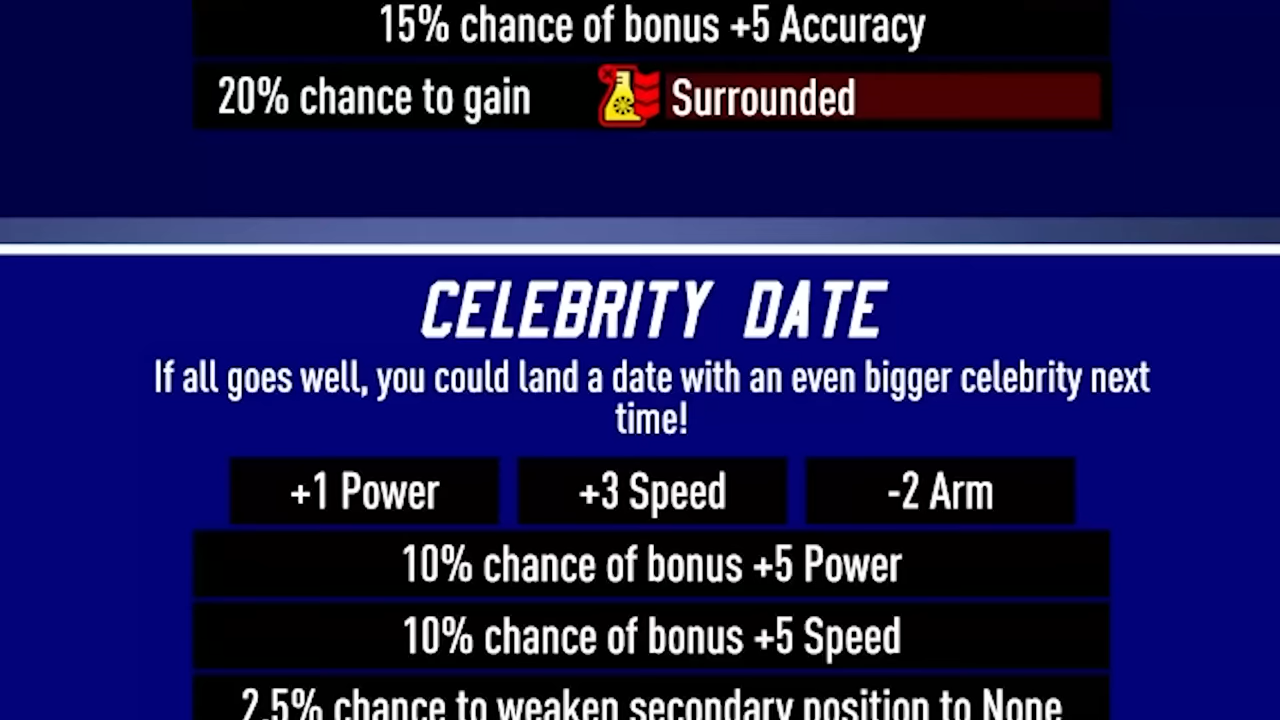 15% chance of bonus +5 Accuracy
20% chance to gain Surrounded
CELEBRITY DATE
If all goes well, you could land a date with an even bigger celebrity next
time!
+1 Power +3 Speed -2 Arm
10% chance of bonus +5 Power
10% chance of bonus +5 Speed
2.5% chance to weaken secondary position to None